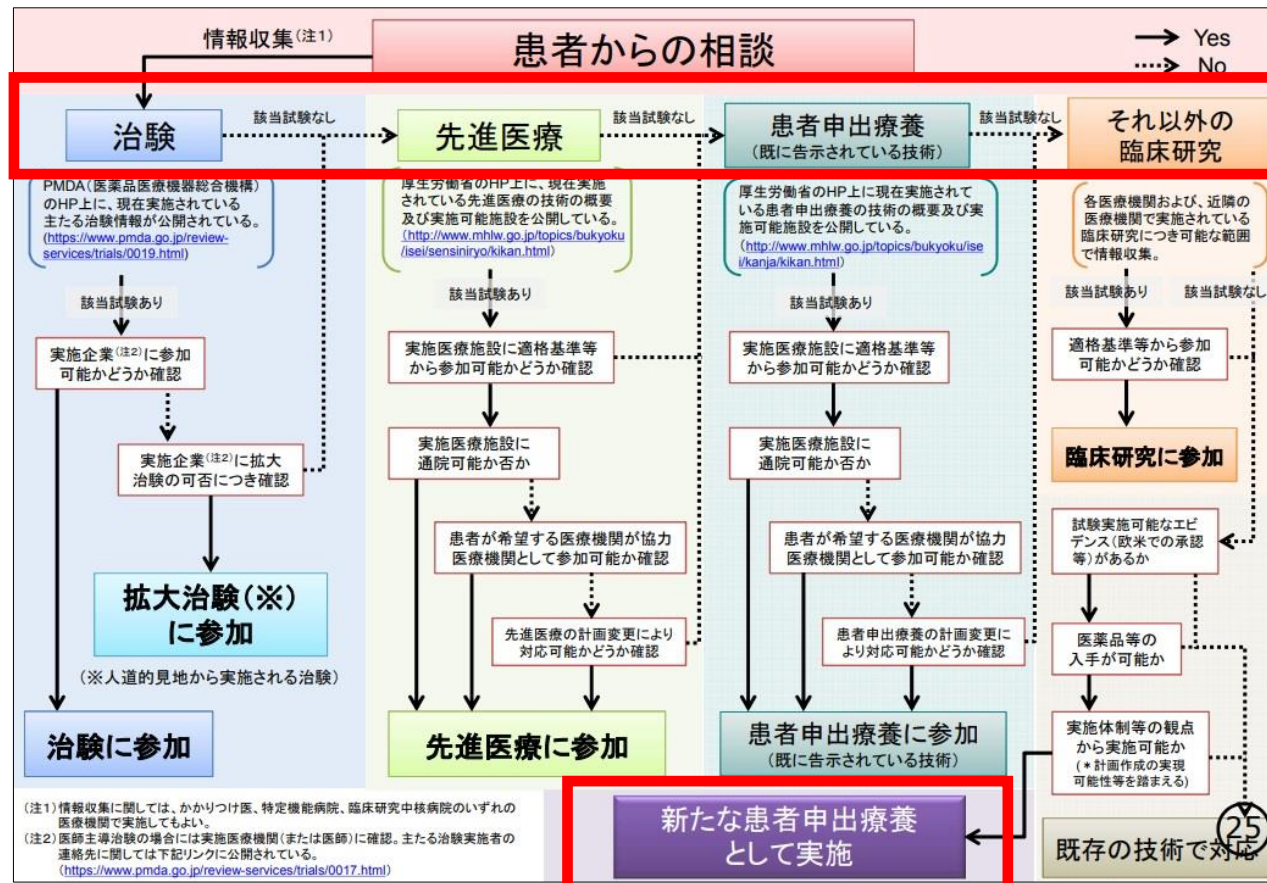 情報収集(注1)
患者からの相談
Yes
No
治験
該当試験なし
先進医療
該当試験なし
患者申出療養
(既に告示されている技術)
該当試験なし
それ以外の
臨床研究
PMDA(医薬品医療機器総合機構)
のHP上に、現在実施されている
主たる治験情報が公開されている。
(https://www.pmda.go.jp/review-
services/trials/0019.html)
厚生労働省のHP上に、現在実施
されている先進医療の技術の概要
及び実施可能施設を公開している。
(http://www.mhlw.go.jp/topics/bukyoku
/isei/sensiniryo/kikan.html)
厚生労働省のHP上に現在実施されて
いる患者申出療養の技術の概要及び実
施可能施設を公開している。
(http://www.mhlw.go.jp/topics/bukyoku/ise
i/kanja/kikan.html)
各医療機関および、近隣の
医療機関で実施されている
臨床研究につき可能な範囲
で情報収集。
該当試験あり
該当試験あり
該当試験あり
該当試験あり
該当試験なし
実施企業(注2)に参加
可能かどうか確認
実施医療施設に適格基準等
から参加可能かどうか確認
実施医療施設に適格基準等
から参加可能かどうか確認
適格基準等から参加
可能かどうか確認
実施企業(注2)に拡大
治験の可否につき確認
実施医療施設に
通院可能か否か
実施医療施設に
通院可能か否か
臨床研究に参加
患者が希望する医療機関が協力
医療機関として参加可能か確認
患者が希望する医療機関が協力
医療機関として参加可能か確認
試験実施可能なエビ
デンス(欧米での承認
等)があるか
拡大治験(※)
に参加
(※人道的見地から実施される治験)
先進医療の計画変更により
対応可能かどうか確認
患者申出療養の計画変更に
より対応可能かどうか確認
医薬品等の
入手が可能か
治験に参加
先進医療に参加
患者申出療養に参加
(既に告示されている技術)
実施体制等の観点
から実施可能か
(*計画作成の実現
可能性等を踏まえる)
(注1)情報収集に関しては、かかりつけ医、特定機能病院、臨床研究中核病院のいずれの
医療機関で実施してもよい。
(注2)医師主導治験の場合には実施医療機関(または医師)に確認。主たる治験実施者の
連絡先に関しては下記リンクに公開されている。
(https://www.pmda.go.jp/review-services/trials/0017.html)
新たな患者申出療養
として実施
既存の技術で対応
25